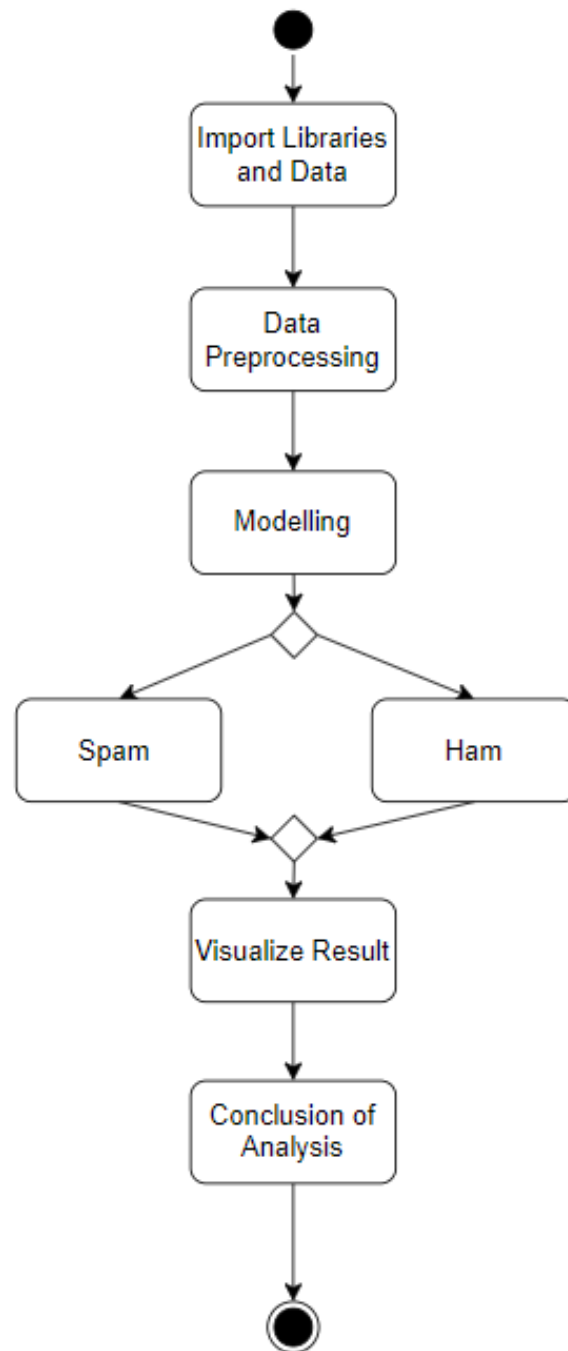 Import Libraries
and Data
Data
Preprocessing
Modelling
Spam
Ham
Visualize Result
Conclusion of
Analysis